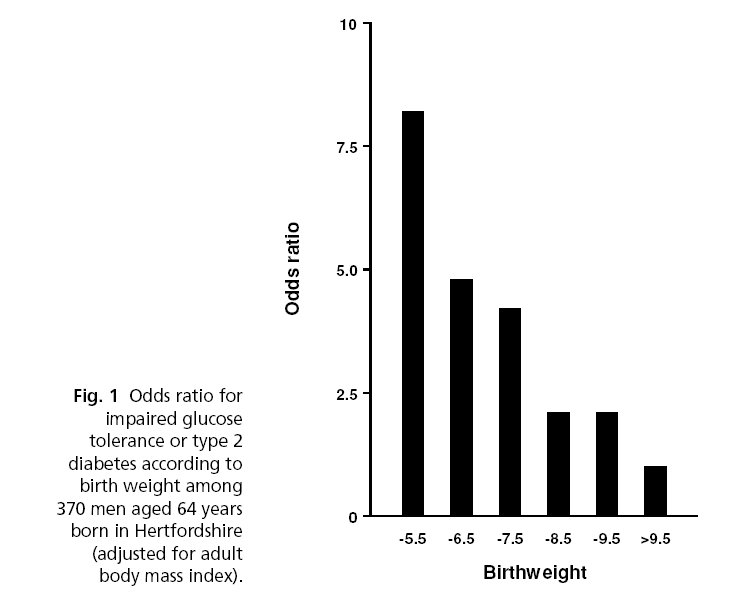 10
7.5
5.0
2.5
0
Odds ratio
-5.5 -6.5 -7.5 -8.5 -9.5 >9.5
Birthweight
Fig. 1 Odds ratio for
impaired glucose
tolerance or type 2
diabetes according to
birth weight among
370 men aged 64 years
born in Hertfordshire
(adjusted for adult
body mass index).